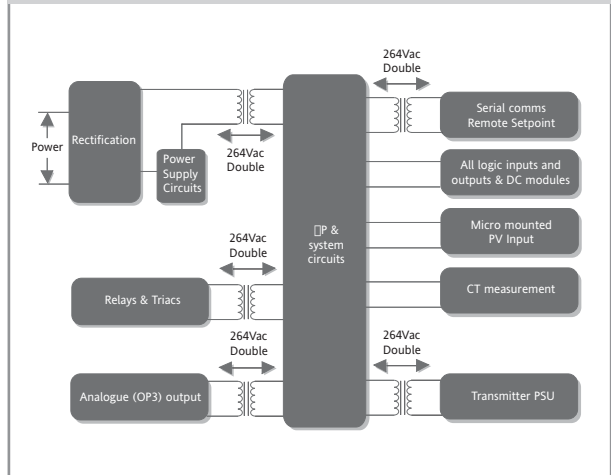 264Vac
Double
Rectification
Power
Power
Supply
Circuits
264Vac
Double
Serial comms
Remote Setpoint
All logic inputs and
outputs & DC modules
□P &
system
circuits
Micro mounted
PV Input
264Vac
Double
Relays & Triacs
CT measurement
264Vac
Double
264Vac
Double
Analogue (OP3) output
Transmitter PSU